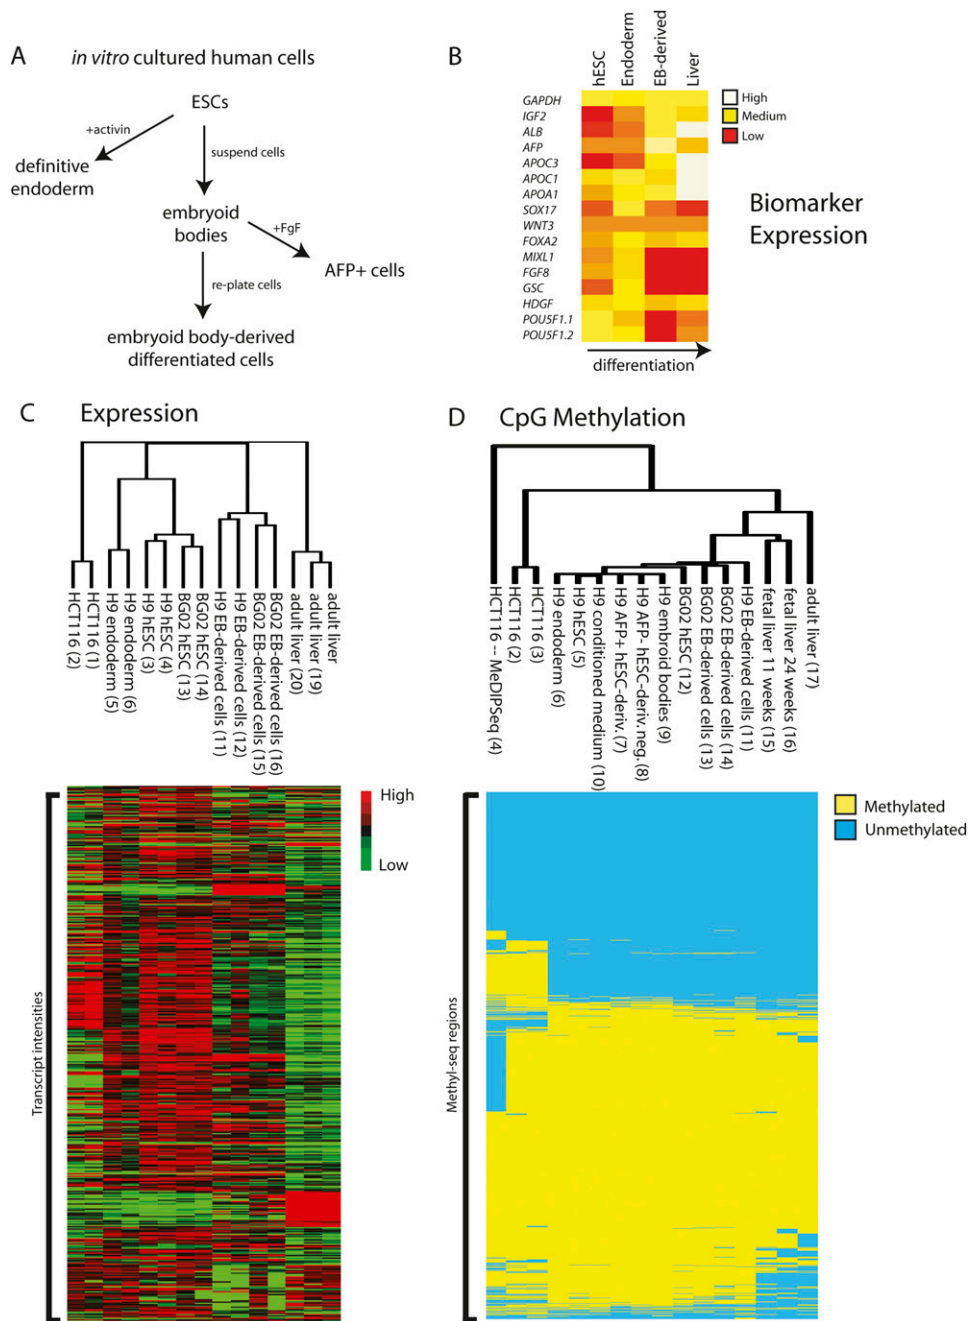 A
in vitro cultured human cells
ESCs
+activin
suspend cells
definitive
endoderm
embryoid
bodies
+FgF
AFP+ cells
re-plate cells
embryoid body-derived
differentiated cells
B
hESC
Endoderm
EB-derived
Liver
GAPDH
IGF2
ALB
AFP
APOC3
APOC1
APOA1
SOX17
WNT3
FOXA2
MIXL1
FGF8
GSC
HDGF
POU5F1.1
POU5F1.2
High
Medium
Low
Biomarker
Expression
differentiation
C
Expression
HCT116 (2)
HCT116 (1)
H9 endoderm (5)
H9 endoderm (6)
H9 hESC (3)
H9 hESC (4)
BG02 hESC (13)
BG02 hESC (14)
H9 EB-derived cells (11)
H9 EB-derived cells (12)
BG02 EB-derived cells (15)
BG02 EB-derived cells (16)
adult liver (20)
adult liver (19)
adult liver
High
Low
Transcript intensities
D
CpG Methylation
HCT116 -- MeDIPSeq (4)
HCT116 (2)
HCT116 (3)
H9 endoderm (6)
H9 hESC (5)
H9 conditioned medium (10)
H9 AFP+ hESC-deriv. (7)
H9 AFP- hESC-deriv. neg. (8)
H9 embroid bodies (9)
BG02 hESC (12)
BG02 EB-derived cells (13)
BG02 EB-derived cells (14)
H9 EB-derived cells (11)
fetal liver 11 weeks (15)
fetal liver 24 weeks (16)
adult liver (17)
Methylated
Unmethylated
Methyl-seq regions